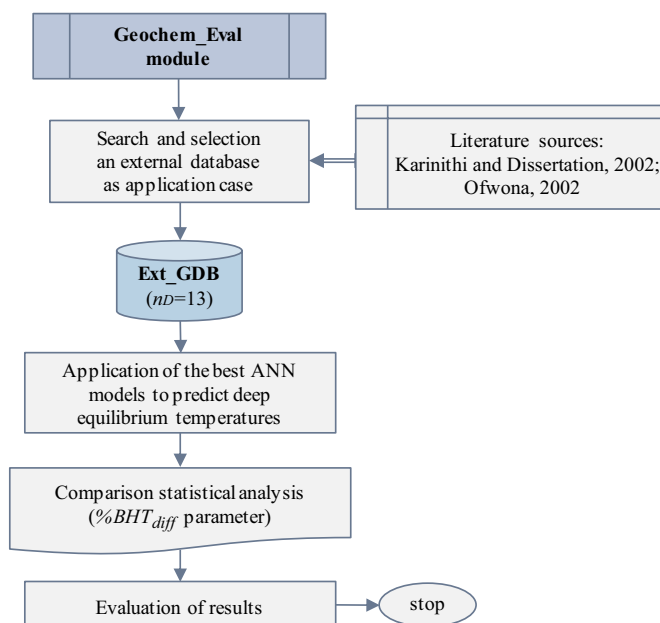 Geochem_Eval
module
Search and selection
an external database
as application case
Literature sources:
Karinithi and Dissertation, 2002;
Ofwona, 2002
Ext_GDB
(nD=13)
Application of the best ANN
models to predict deep
equilibrium temperatures
Comparison statistical analysis
(%BHTdiff parameter)
Evaluation of results
stop